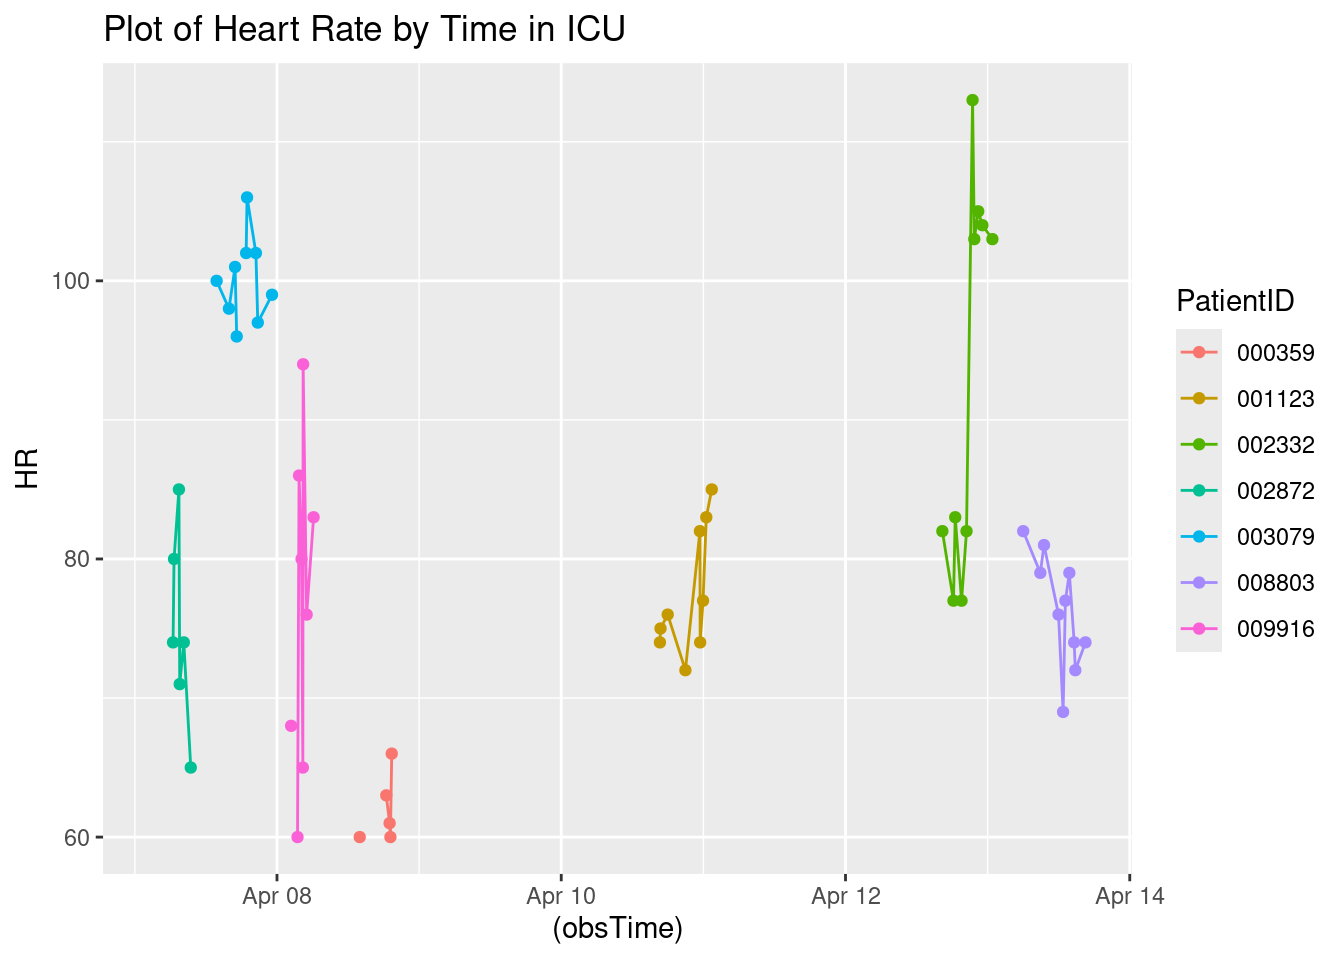 Plot of Heart Rate by Time in ICU
HR
100
80
60
Apr 08
Apr 10
Apr 12
Apr 14
(obsTime)
PatientID
000359
001123
002332
002872
003079
008803
009916